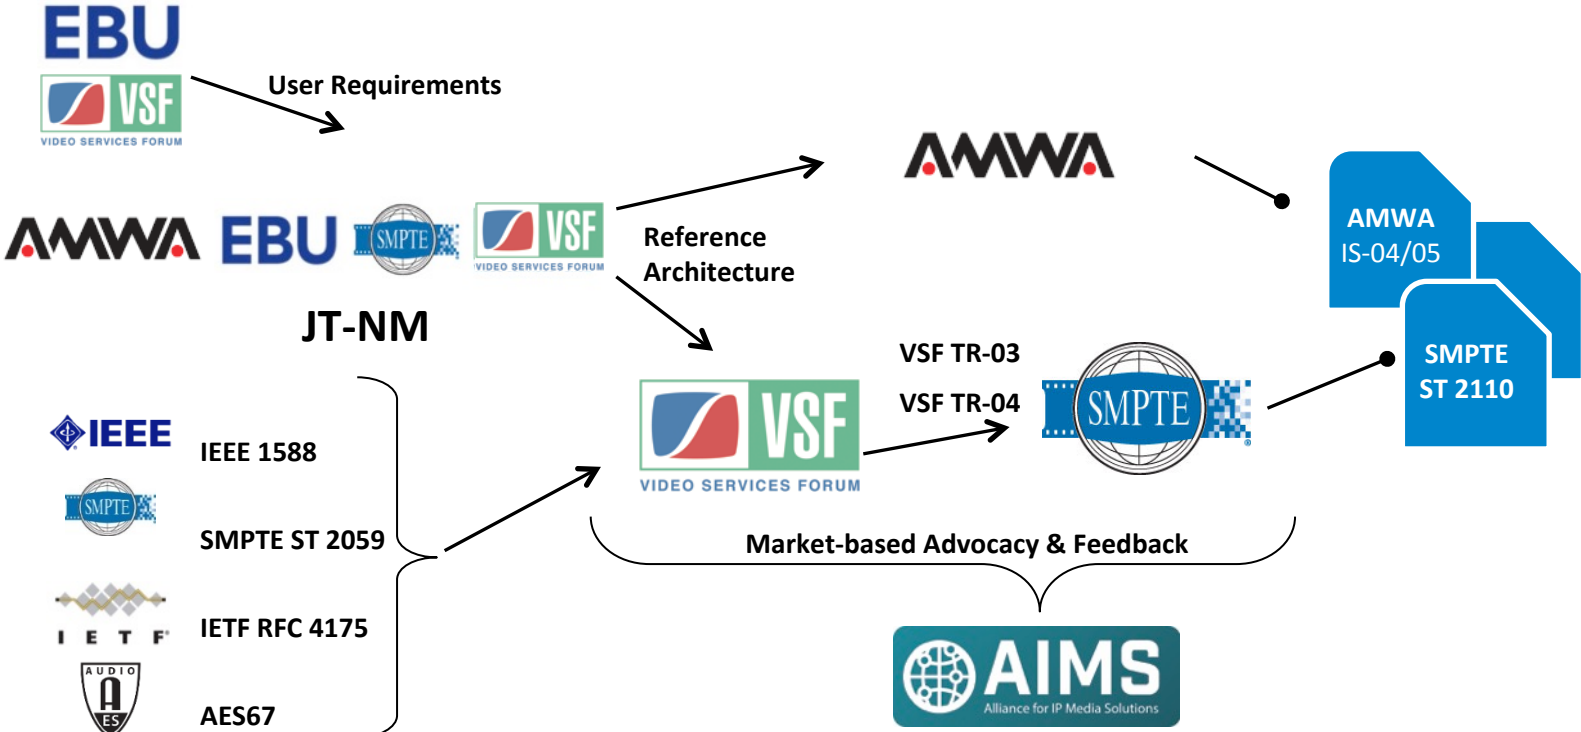 EBU
VSF
VIDEO SERVICES FORUM
User Requirements
AMWA
AMWA
EBU
SMPTE
VSF
VIDEO SERVICES FORUM
JT-NM
Reference
Architecture
AMWA
IS-04/05
SMPTE
ST 2110
VSF TR-03
VSF TR-04
VSF
VIDEO SERVICES FORUM
SMPTE
IEEE
IEEE 1588
SMPTE
SMPTE ST 2059
IETF
IETF RFC 4175
AUDIO
AES
AES67
Market-based Advocacy & Feedback
AIMS
Alliance for IP Media Solutions